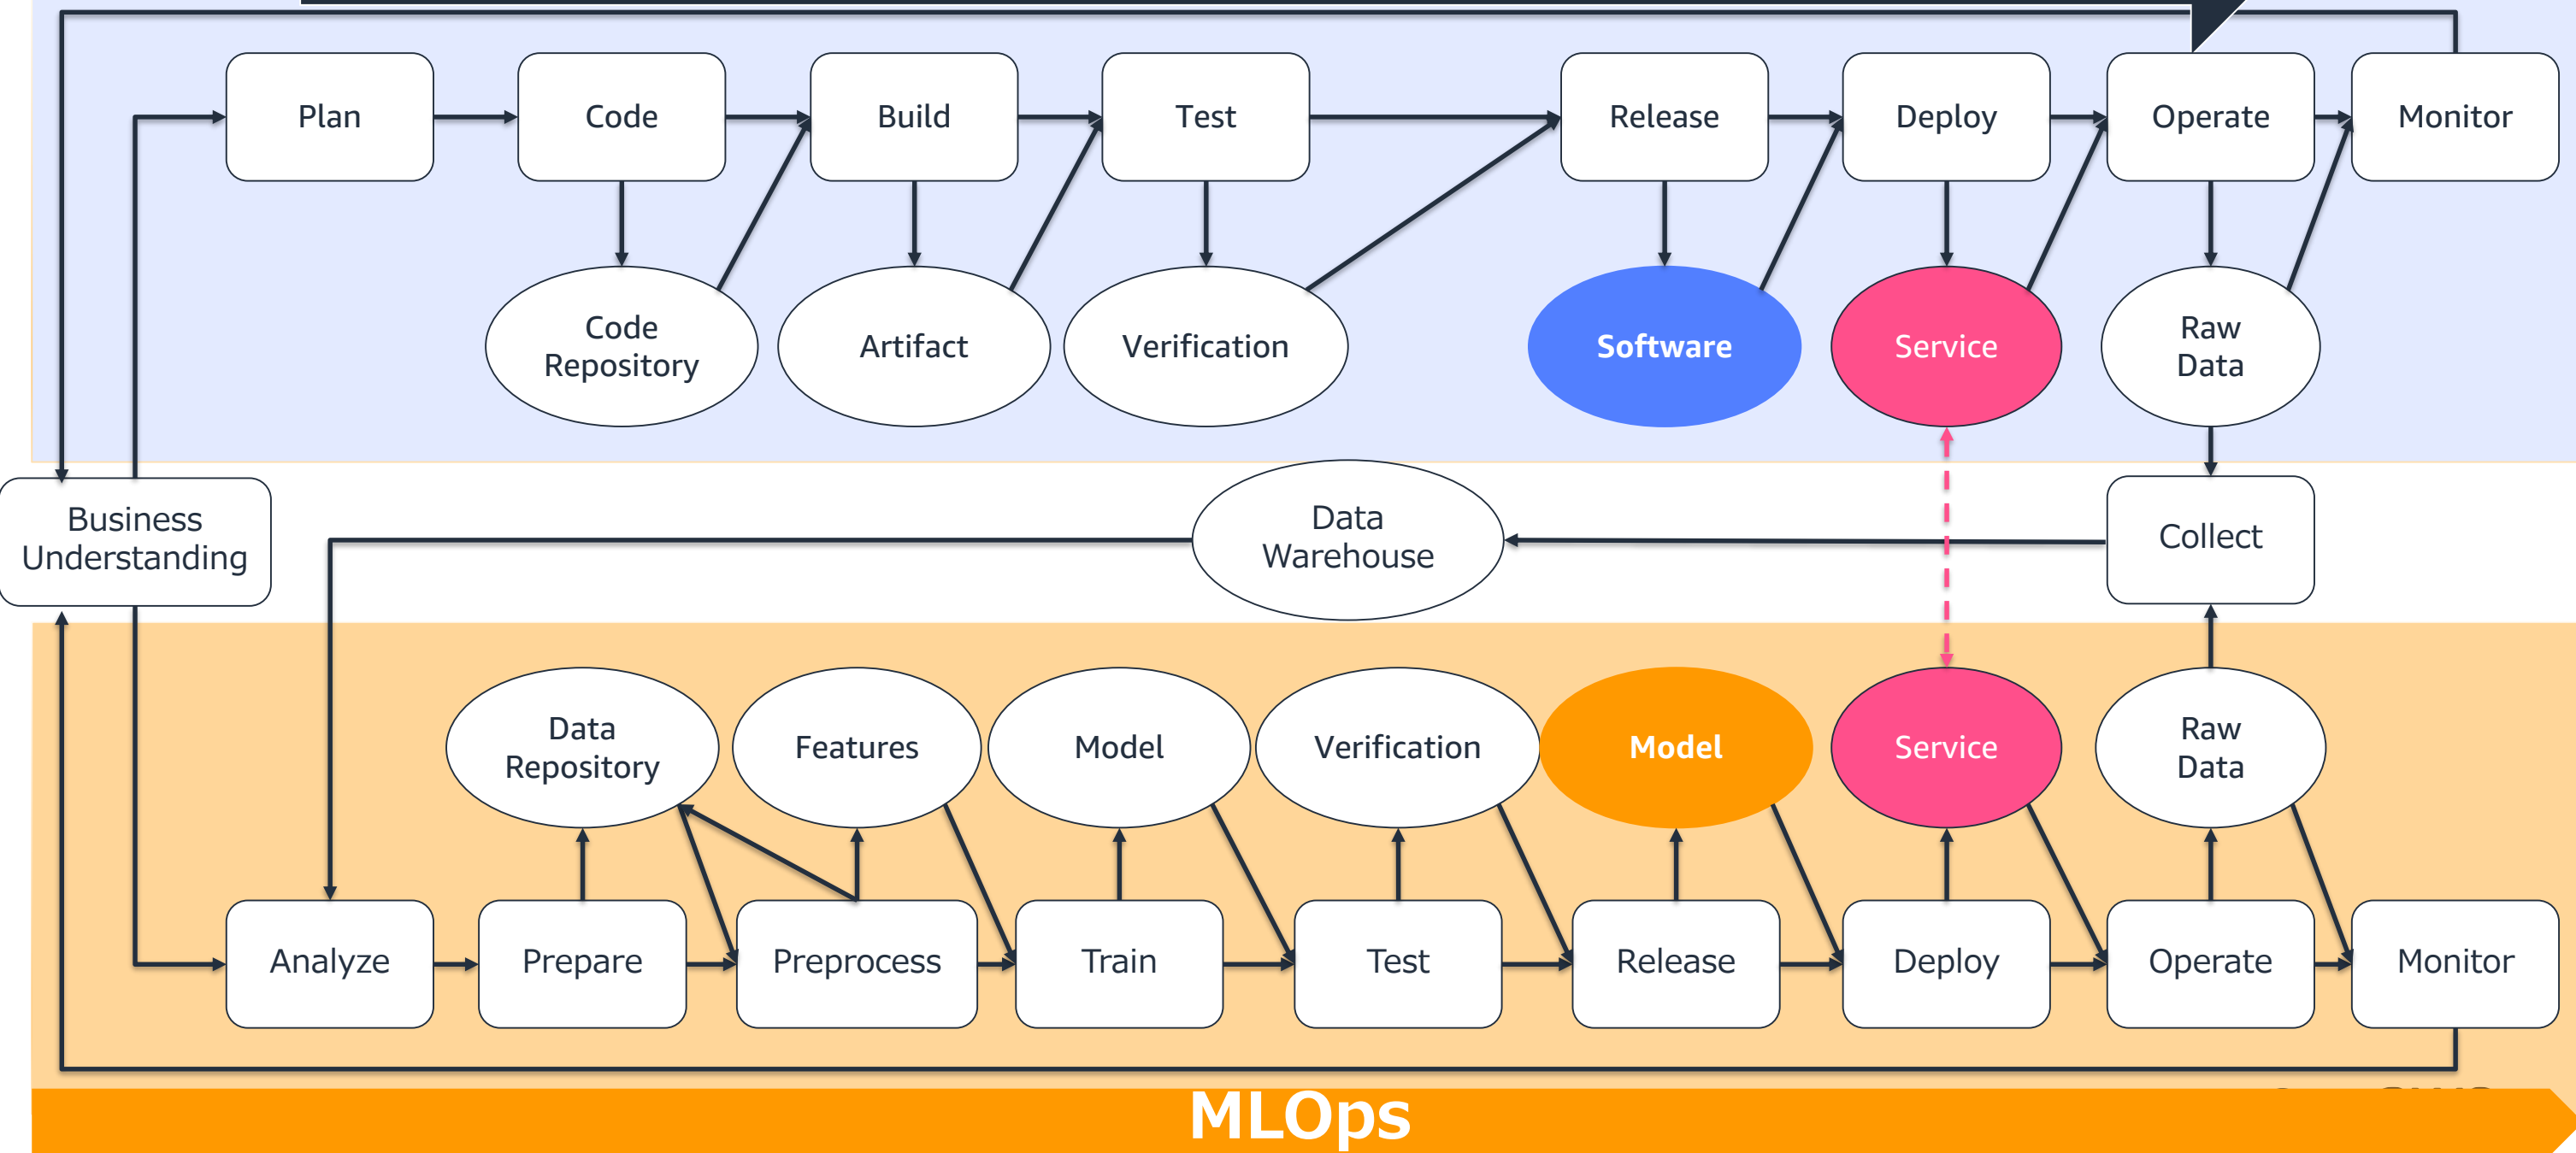 Plan
Code
Build
Test
Release
Deploy
Operate
Monitor
Code
Repository
Artifact
Verification
Software
Service
Raw
Data
Business
Understanding
Data
Warehouse
Collect
Data
Repository
Features
Model
Verification
Model
Service
Raw
Data
Analyze
Prepare
Preprocess
Train
Test
Release
Deploy
Operate
Monitor
MLOps